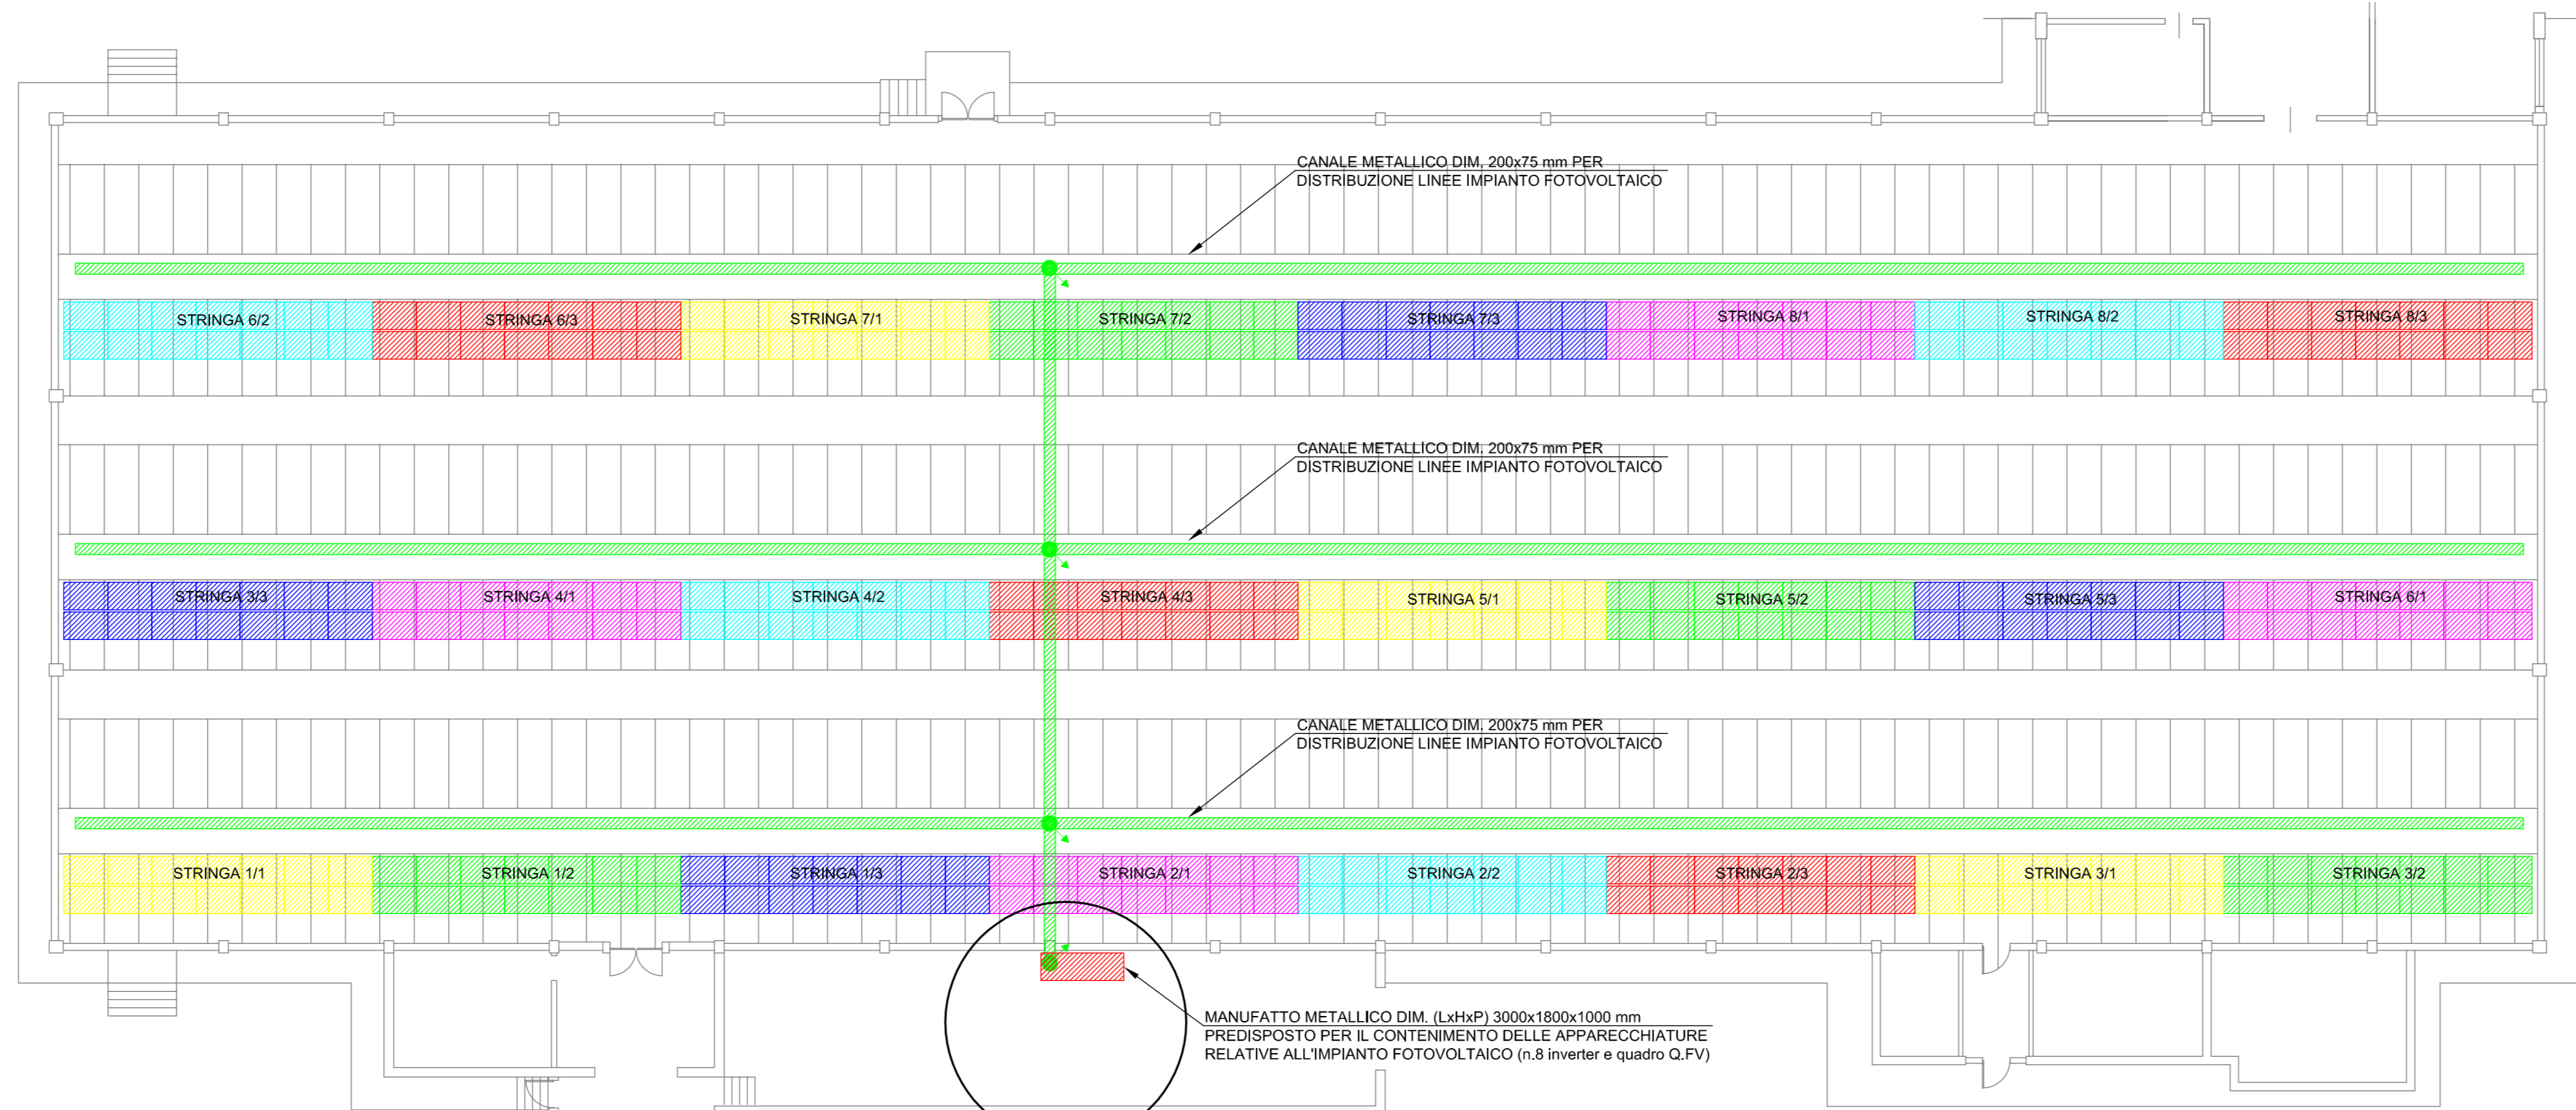 CANALE METALLICO DIM. 200x75 mm PER
DISTRIBUZIONE LINEE IMPIANTO FOTOVOLTAICO
STRINGA 6/2
STRINGA 6/3
STRINGA 7/1
STRINGA 7/2
STRINGA 7/3
STRINGA 8/1
STRINGA 8/2
STRINGA 8/3
CANALE METALLICO DIM. 200x75 mm PER
DISTRIBUZIONE LINEE IMPIANTO FOTOVOLTAICO
STRINGA 3/3
STRINGA 4/1
STRINGA 4/2
STRINGA 4/3
STRINGA 5/1
STRINGA 5/2
STRINGA 5/3
STRINGA 6/1
CANALE METALLICO DIM. 200x75 mm PER
DISTRIBUZIONE LINEE IMPIANTO FOTOVOLTAICO
STRINGA 1/1
STRINGA 1/2
STRINGA 1/3
STRINGA 2/1
STRINGA 2/2
STRINGA 2/3
STRINGA 3/1
STRINGA 3/2
MANUFATTO METALLICO DIM. (LxHxP) 3000x1800x1000 mm
PREDISPOSTO PER IL CONTENIMENTO DELLE APPARECCHIATURE
RELATIVE ALL'IMPIANTO FOTOVOLTAICO (n.8 inverter e quadro Q.FV)